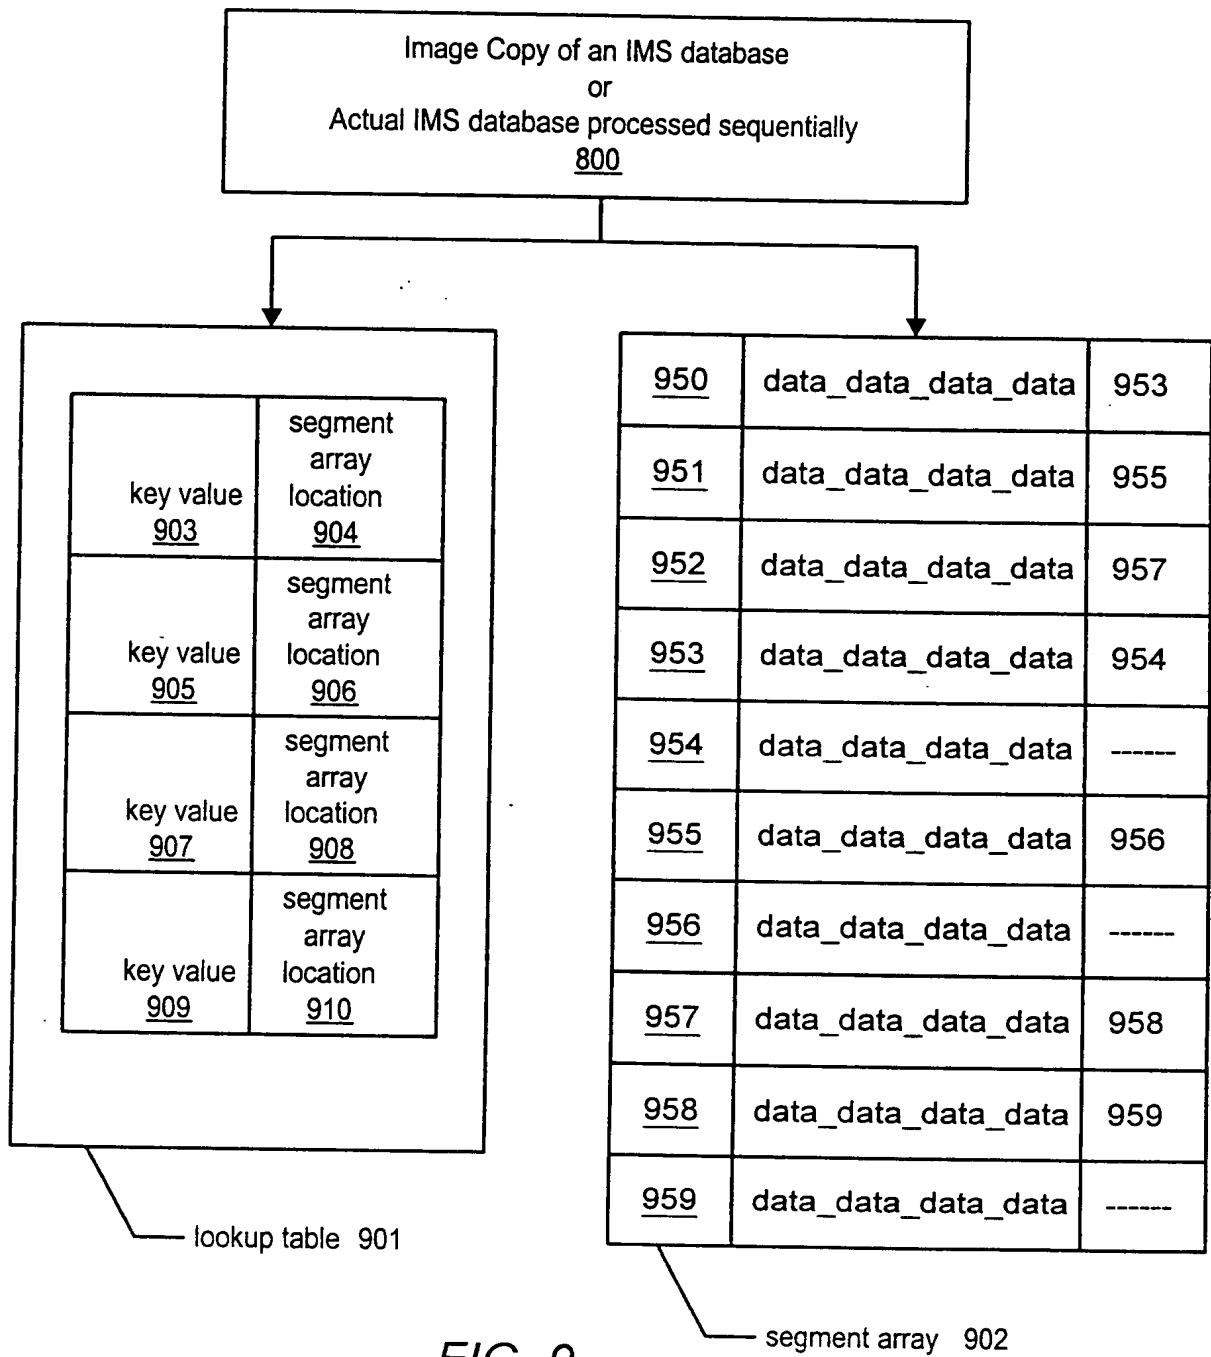 Image Copy of an IMS database
or
Actual IMS database processed sequentially
800
key value
903
segment
array
location
904
key value
905
segment
array
location
906
key value
907
segment
array
location
908
key value
909
segment
array
location
910
lookup table 901
950 data_data_data_data 953
951 data_data_data_data 955
952 data_data_data_data 957
953 data_data_data_data 954
954 data_data_data_data ------
955 data_data_data_data 956
956 data_data_data_data ------
957 data_data_data_data 958
958 data_data_data_data 959
959 data_data_data_data ------
segment array 902
FIG. 9